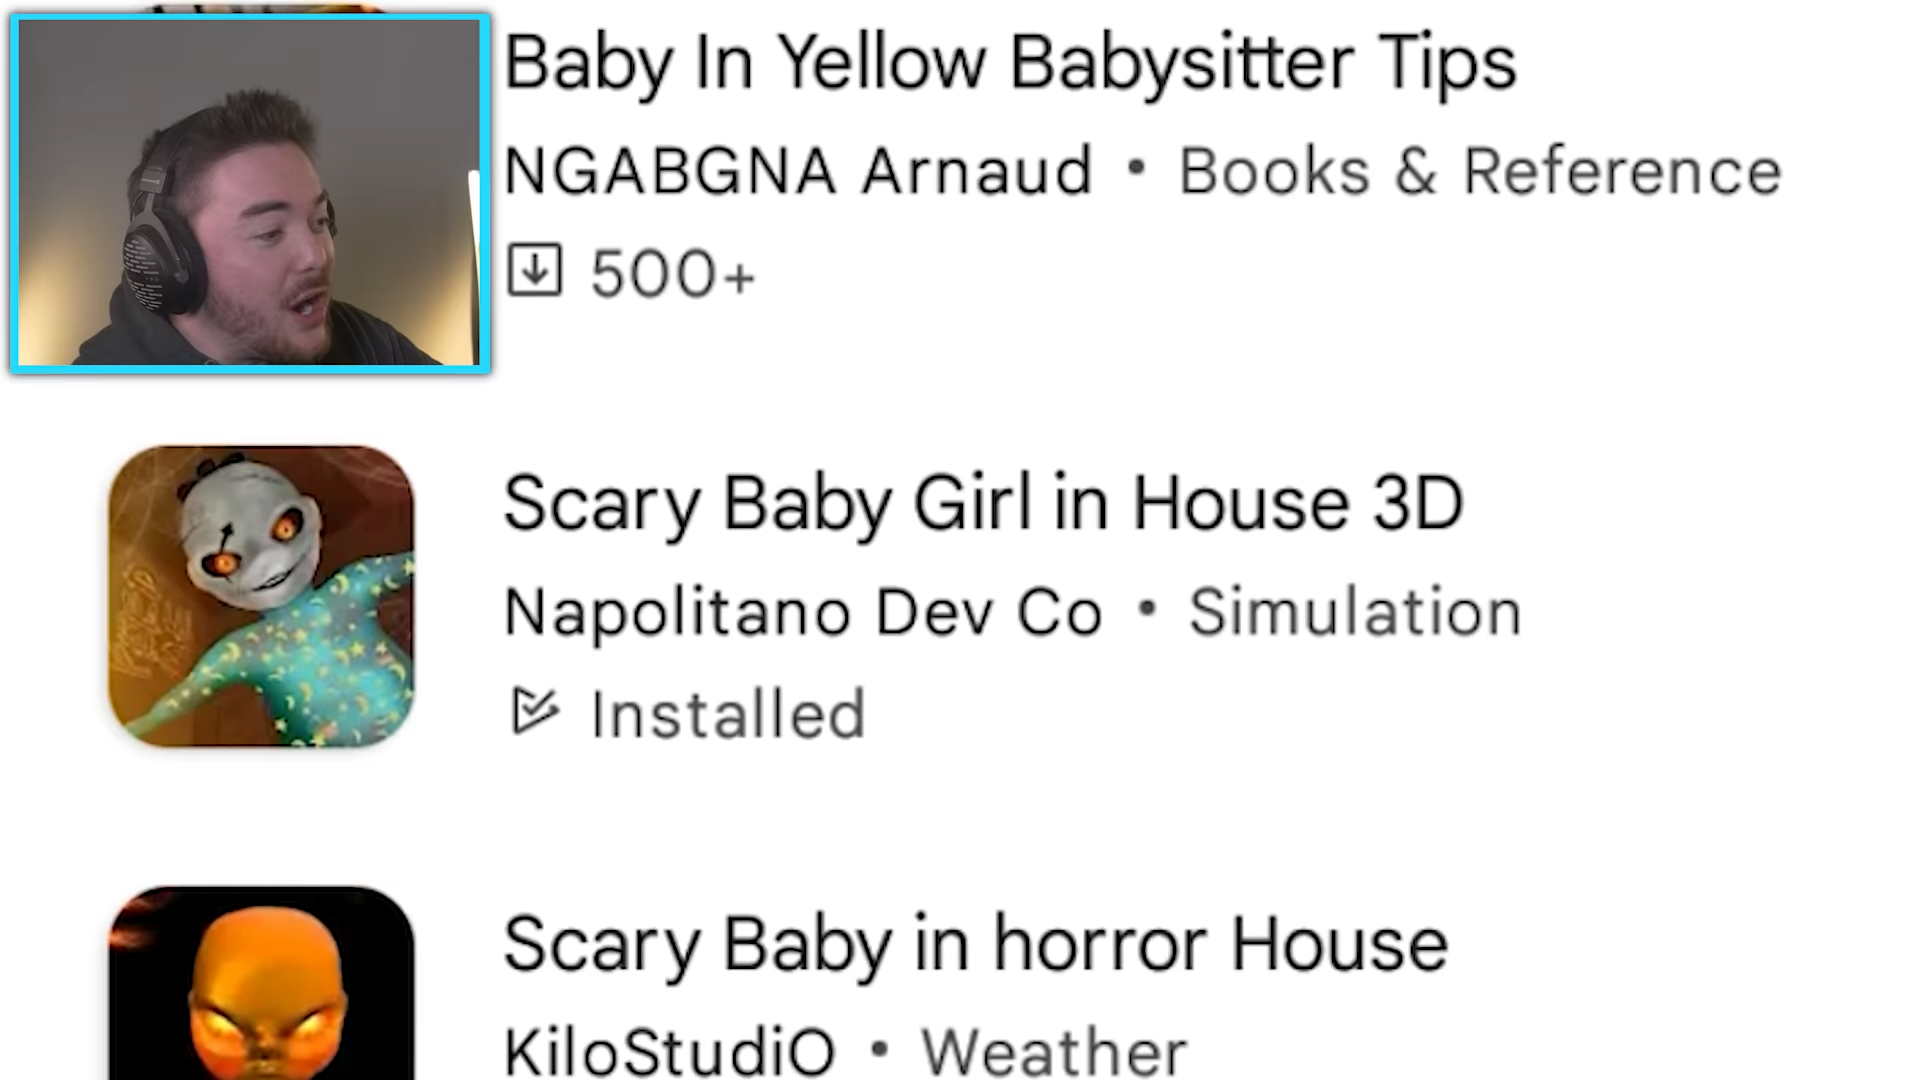 Baby In Yellow Babysitter Tips
NGABGNA Arnaud • Books & Reference
500+
Scary Baby Girl in House 3D
Napolitano Dev Co • Simulation
Installed
Scary Baby in horror House
KiloStudiO • Weather